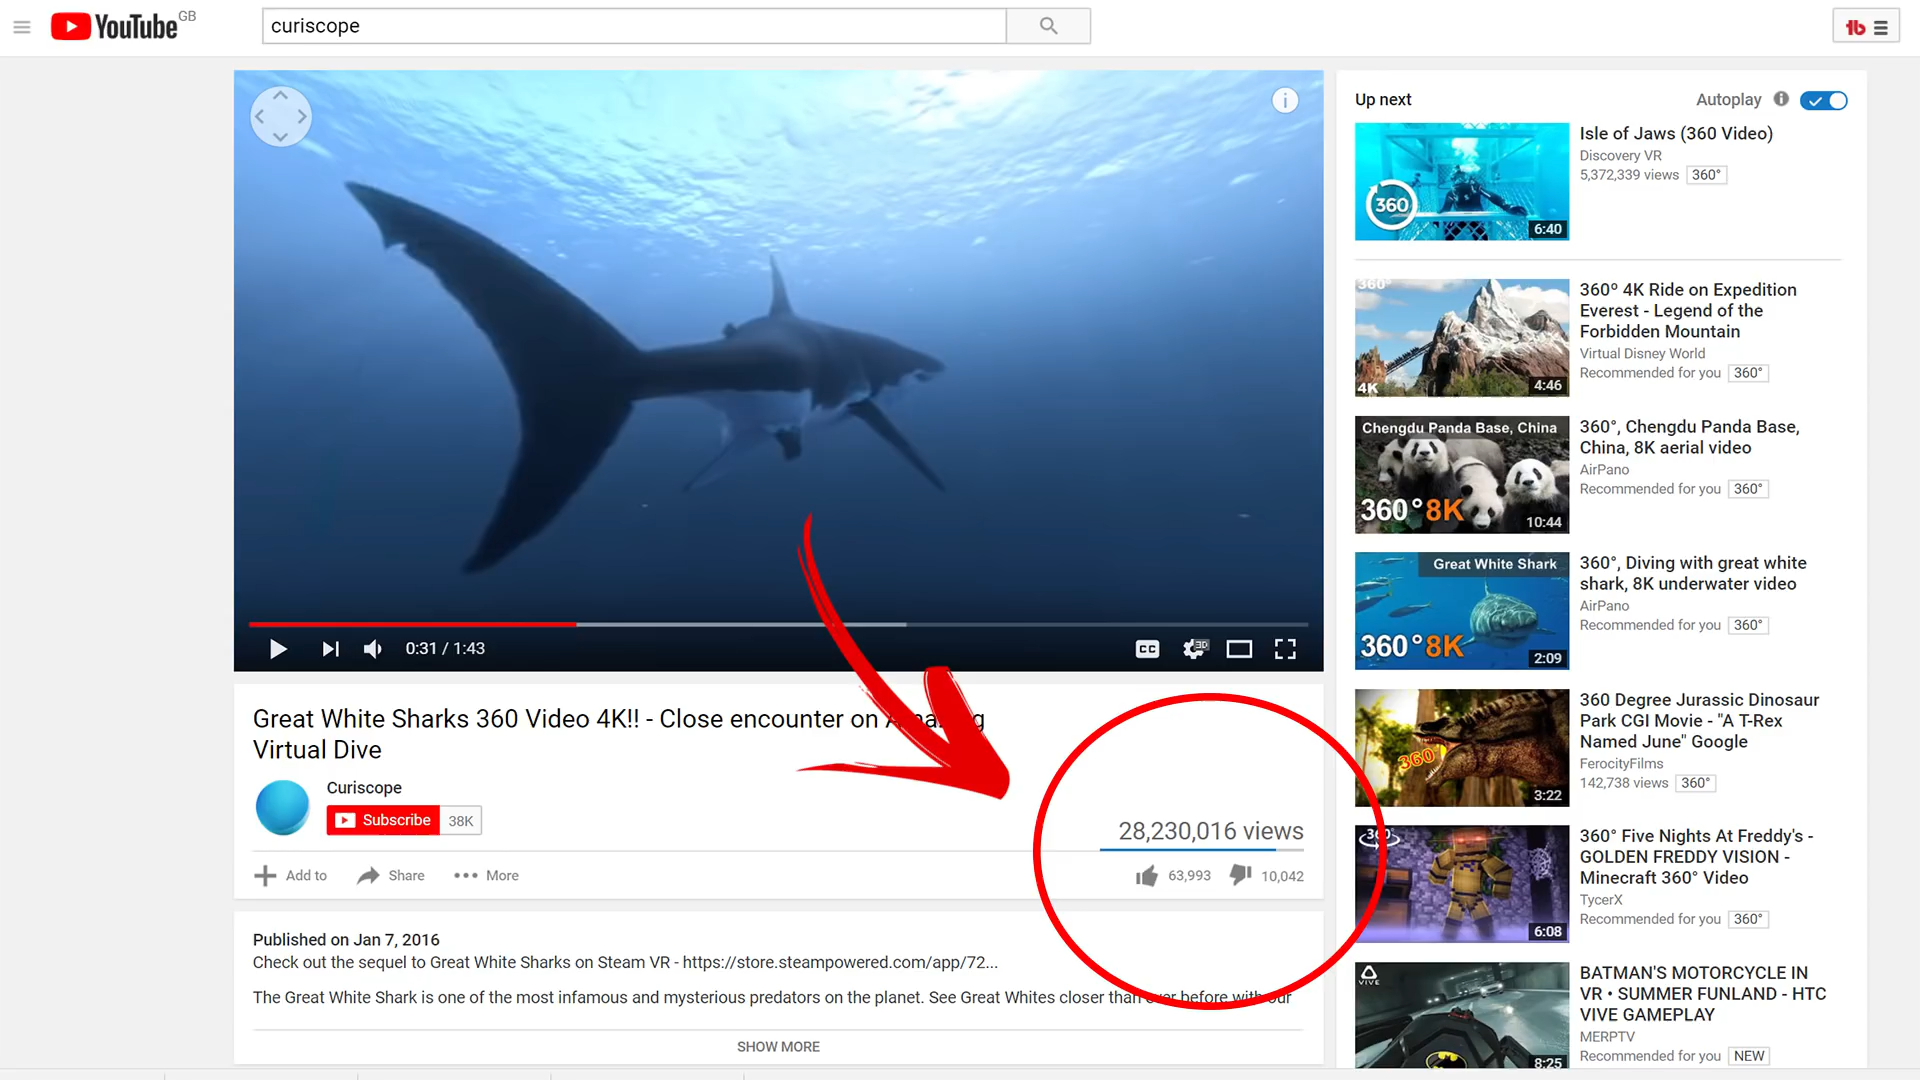 YouTube GB
curiscope
Up next
Autoplay
360
6:40
Isle of Jaws (360 Video)
Discovery VR
5,372,339 views 360°
360°
4K
4:46
360º 4K Ride on Expedition
Everest - Legend of the
Forbidden Mountain
Virtual Disney World
Recommended for you 360°
Chengdu Panda Base, China
360°8K
10:44
360°, Chengdu Panda Base,
China, 8K aerial video
AirPano
Recommended for you 360°
Great White Shark
360°8K
2:09
360°, Diving with great white
shark, 8K underwater video
AirPano
Recommended for you 360°
360°
3:22
360 Degree Jurassic Dinosaur
Park CGI Movie - "A T-Rex
Named June" Google
FerocityFilms
142,738 views 360°
360°
6:08
360° Five Nights At Freddy's -
GOLDEN FREDDY VISION -
Minecraft 360° Video
TycerX
Recommended for you 360°
VIVE
8:25
BATMAN'S MOTORCYCLE IN
VR • SUMMER FUNLAND - HTC
VIVE GAMEPLAY
MERPTV
Recommended for you NEW
0:31 / 1:43
CC
3D
Great White Sharks 360 Video 4K!! - Close encounter on Amazing
Virtual Dive
Curiscope
Subscribe 38K
28,230,016 views
Add to Share More
63,993 10,042
Published on Jan 7, 2016
Check out the sequel to Great White Sharks on Steam VR - https://store.steampowered.com/app/72...
The Great White Shark is one of the most infamous and mysterious predators on the planet. See Great Whites closer than ever before with our
SHOW MORE